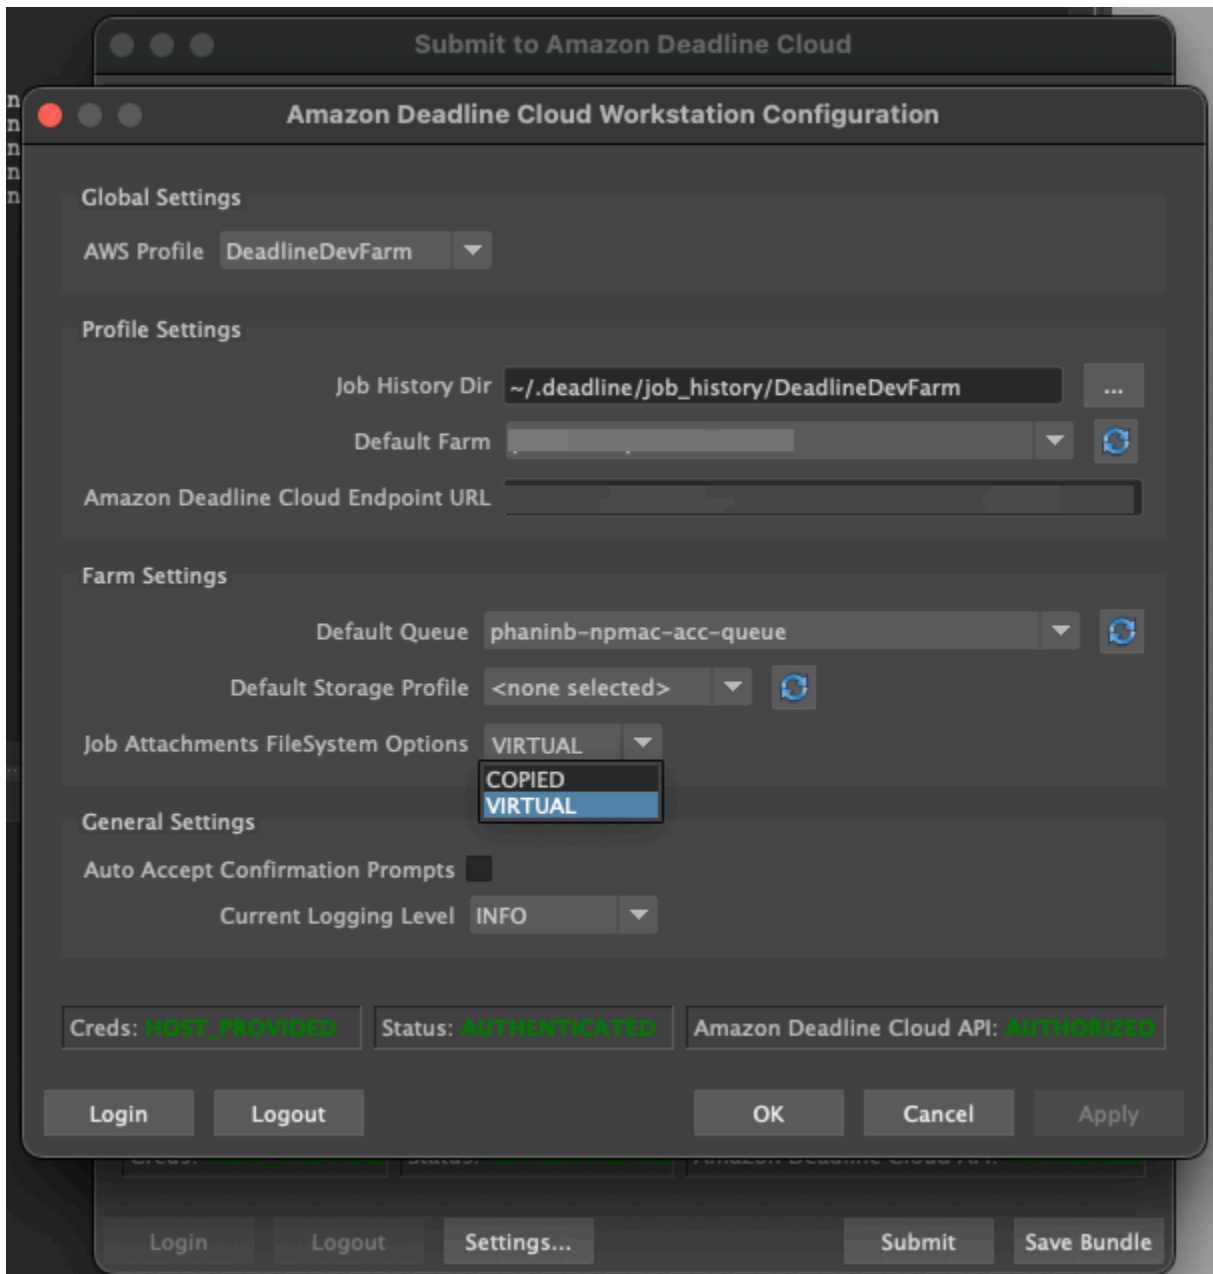 Submit to Amazon Deadline Cloud
n
n
n
n
n
Amazon Deadline Cloud Workstation Configuration
Global Settings
AWS Profile DeadlineDevFarm
Profile Settings
Job History Dir ~/.deadline/job_history/DeadlineDevFarm ...
Default Farm
Amazon Deadline Cloud Endpoint URL
Farm Settings
Default Queue phaninb-npmac-acc-queue
Default Storage Profile <none selected>
Job Attachments FileSystem Options VIRTUAL
COPIED
VIRTUAL
General Settings
Auto Accept Confirmation Prompts
Current Logging Level INFO
Creds: HOST_PROVIDED Status: AUTHENTICATED Amazon Deadline Cloud API: AUTHORIZED
Login Logout OK Cancel Apply
Login Logout Settings... Submit Save Bundle